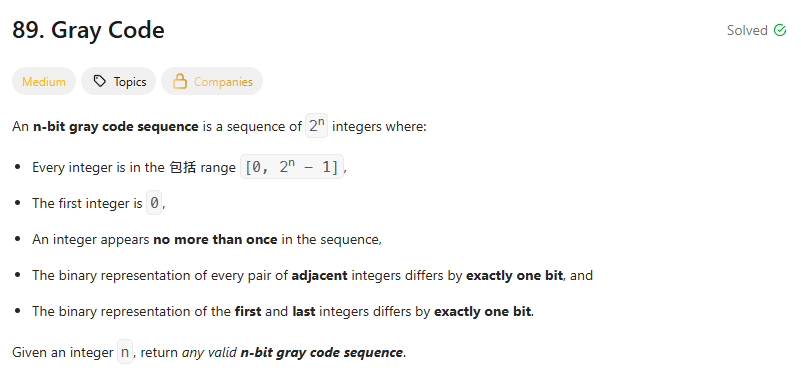 89. Gray Code
Solved
Medium Topics Companies
An n-bit gray code sequence is a sequence of 2ⁿ integers where:
Every integer is in the 包括 range [0, 2ⁿ - 1],
The first integer is 0,
An integer appears no more than once in the sequence,
The binary representation of every pair of adjacent integers differs by exactly one bit, and
The binary representation of the first and last integers differs by exactly one bit.
Given an integer n, return any valid n-bit gray code sequence.